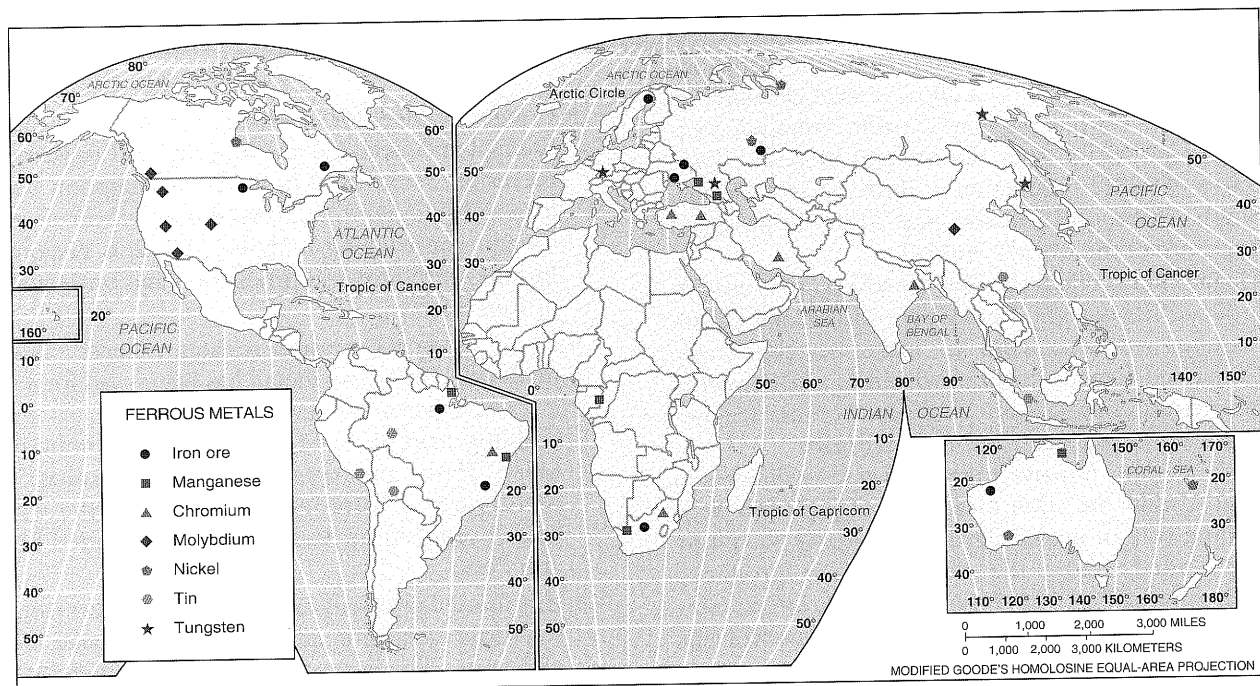 80°
ARCTIC OCEAN
70°
60°
50°
40°
30°
160°
20°
10°
0°
10°
20°
30°
40°
50°
60°
50°
40°
30°
20°
10°
ATLANTIC
OCEAN
Tropic of Cancer
PACIFIC
OCEAN
20°
30°
40°
50°
ARCTIC OCEAN
Arctic Circle
50°
40°
30°
0°
10°
20°
30°
40°
50°
ARABIAN
SEA
BAY OF
BENGAL
50°
60°
70°
80°
90°
INDIAN
OCEAN
10°
20°
Tropic of Capricorn
30°
40°
50°
50°
PACIFIC
OCEAN
40°
30°
Tropic of Cancer
20°
10°
140°
150°
FERROUS METALS
Iron ore
Manganese
Chromium
Molybdium
Nickel
Tin
Tungsten
120°
150°
160°
170°
CORAL SEA
20°
20°
30°
30°
40°
110°
120°
130°
140°
150°
160°
180°
0 1,000 2,000 3,000 MILES
0 1,000 2,000 3,000 KILOMETERS
MODIFIED GOODE'S HOMOLOSINE EQUAL-AREA PROJECTION